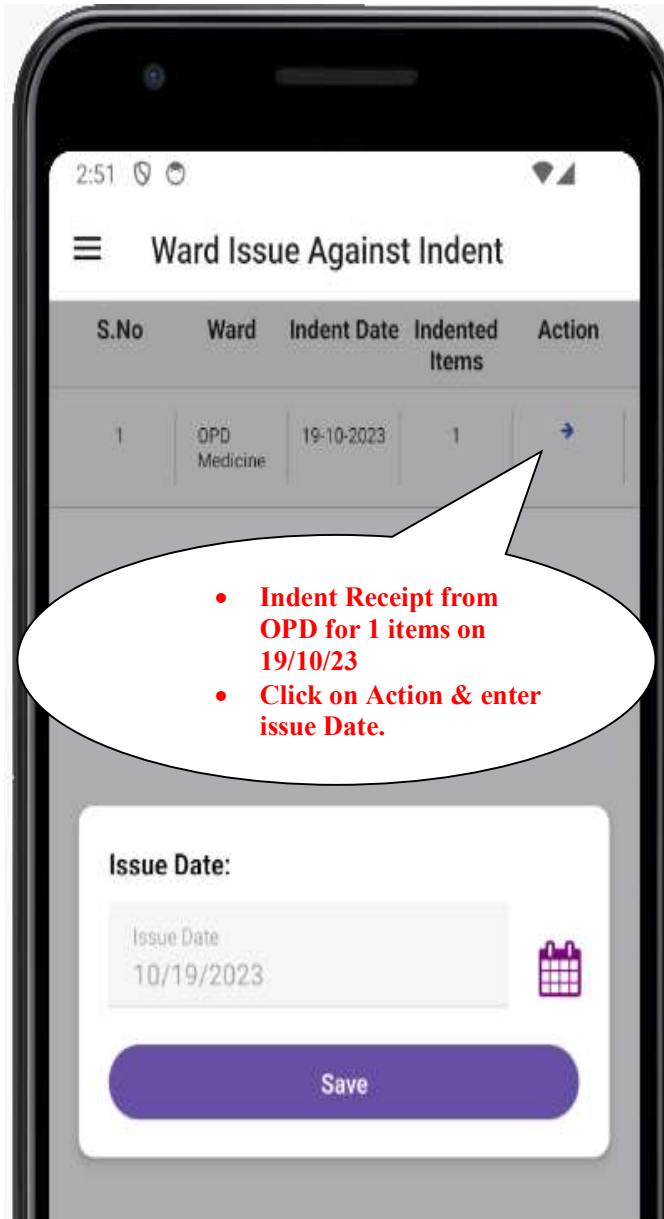 2:51
Ward Issue Against Indent
S.No Ward Indent Date Indented Items Action
1 OPD Medicine 19-10-2023 1
• Indent Receipt from
OPD for 1 items on
19/10/23
• Click on Action & enter
issue Date.
Issue Date:
Issue Date
10/19/2023
Save